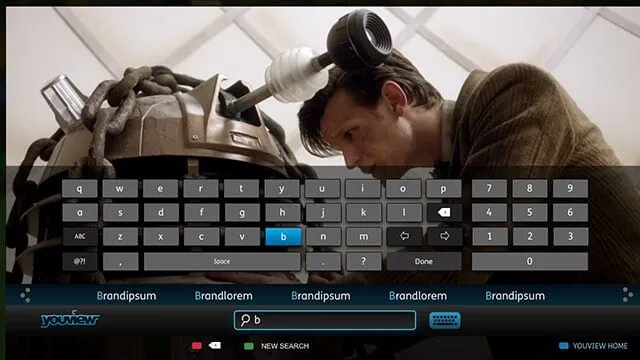 q w e r t y u i o p 7 8 9
a s d f g h j k l 4 5 6
ABC z x c v b n m 1 2 3
@?! , Space . ? Done 0
Brandipsum Brandlorem Brandipsum Brandlorem Brandipsum
youview b
NEW SEARCH YOUVIEW HOME